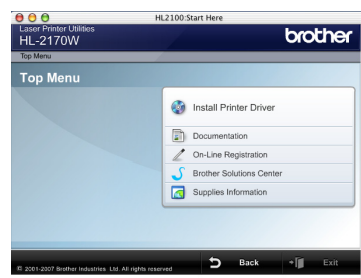 HL2100:Start Here
Laser Printer Utilities
HL-2170W
brother
Top Menu
Top Menu
Install Printer Driver
Documentation
On-Line Registration
Brother Solutions Center
Supplies Information
© 2001-2007 Brother Industries Ltd. All rights reserved
Back
Exit